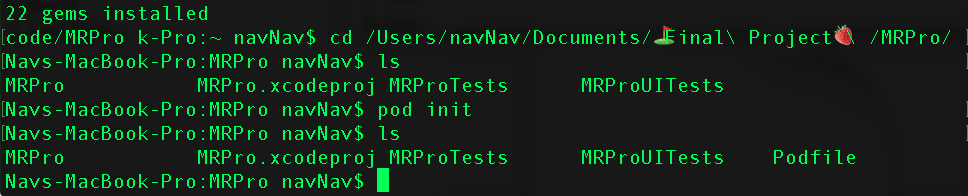 22 gems installed
[code/MRPro k-Pro:~ navNav$ cd /Users/navNav/Documents/⛳Final\ Project🍓\ /MRPro/ ]
[Navs-MacBook-Pro:MRPro navNav$ ls ]
MRPro MRPro.xcodeproj MRProTests MRProUITests
[Navs-MacBook-Pro:MRPro navNav$ pod init ]
[Navs-MacBook-Pro:MRPro navNav$ ls ]
MRPro MRPro.xcodeproj MRProTests MRProUITests Podfile
Navs-MacBook-Pro:MRPro navNav$